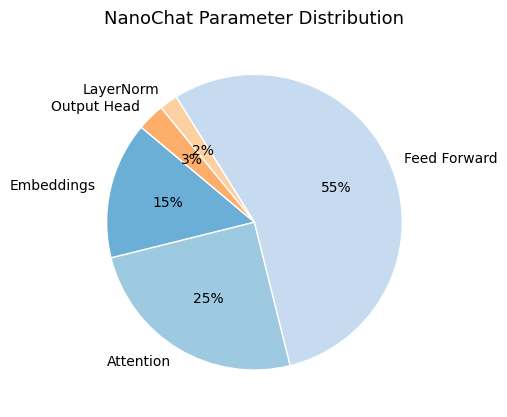 NanoChat Parameter Distribution
LayerNorm
Output Head
Embeddings
Attention
Feed Forward
2%
3%
15%
25%
55%